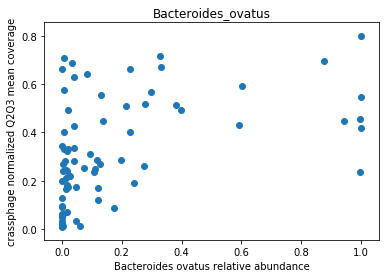 Bacteroides_ovatus
crassphage normalized Q2Q3 mean coverage
0.8
0.6
0.4
0.2
0.0
0.0 0.2 0.4 0.6 0.8 1.0
Bacteroides ovatus relative abundance